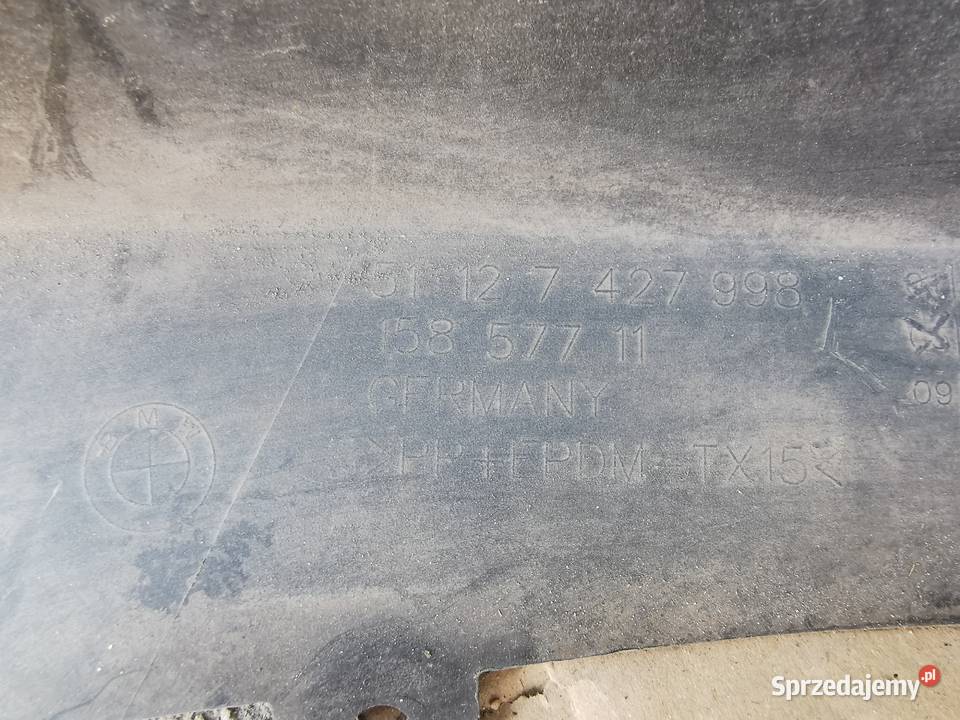 51 12 7 427 998
158 577 11
GERMANY
>PP+EPDM-TX15<
BMW
09
Sprzedajemy.pl